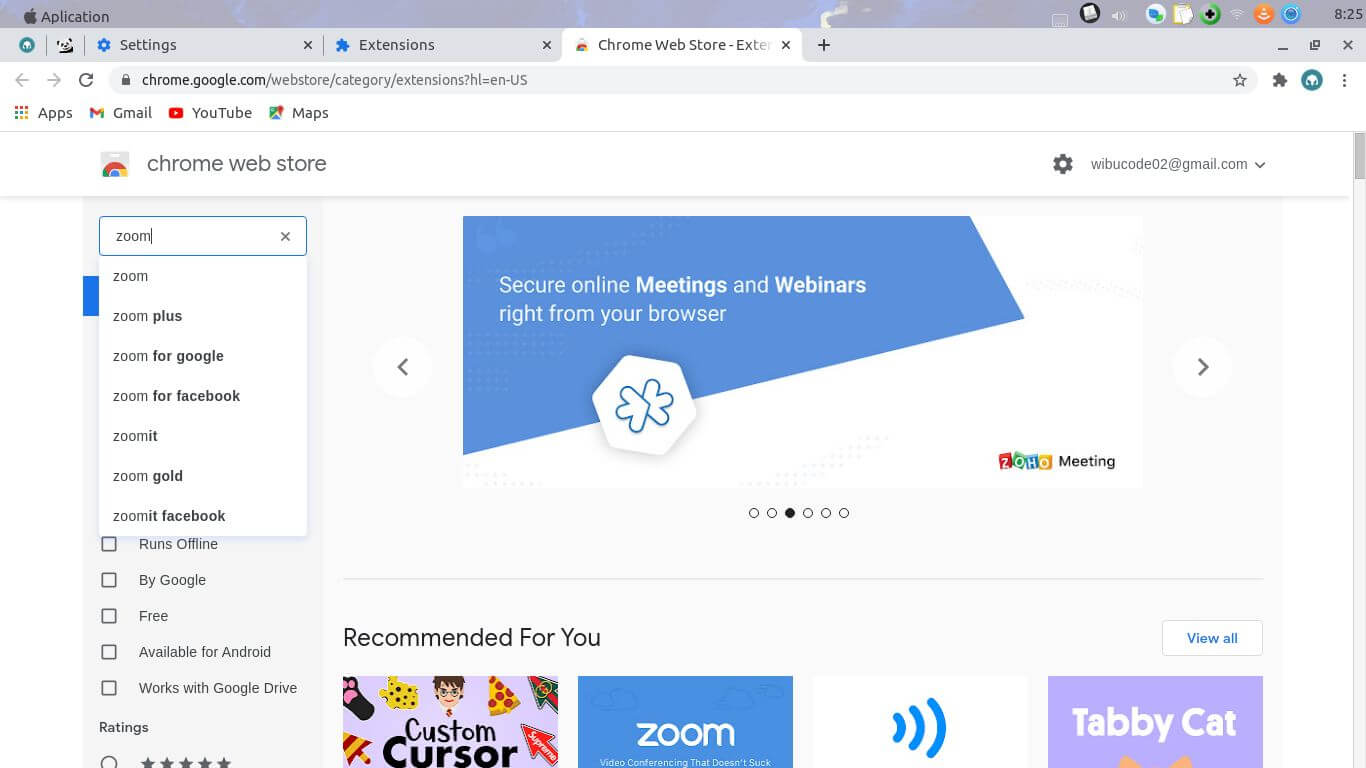 Aplication
8:25
Settings
Extensions
Chrome Web Store - Exte
chrome.google.com/webstore/category/extensions?hl=en-US
Apps
Gmail
YouTube
Maps
chrome web store
wibucode02@gmail.com
zoom
zoom
zoom plus
zoom for google
zoom for facebook
zoomit
zoom gold
zoomit facebook
Runs Offline
By Google
Free
Available for Android
Works with Google Drive
Ratings
Secure online Meetings and Webinars
right from your browser
ZOHO Meeting
Recommended For You
View all
Custom
Cursor
Supreme
zoom
Video Conferencing That Doesn't Suck
Tabby Cat